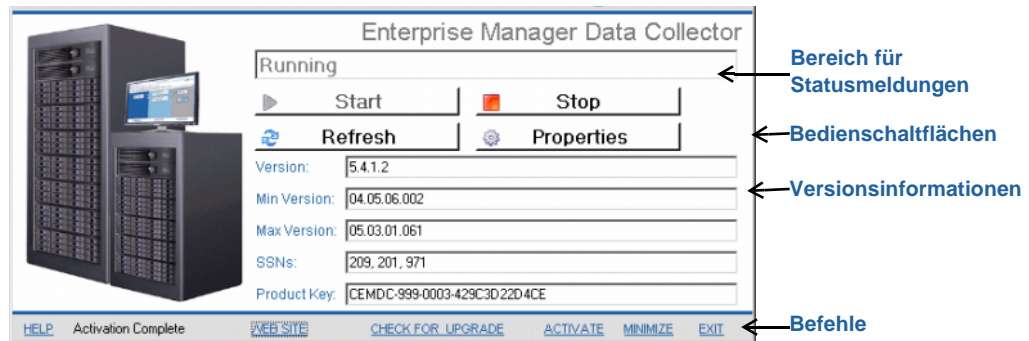 Enterprise Manager Data Collector
Running
Bereich für
Statusmeldungen
Start
Stop
Refresh
Properties
Bedienschaltflächen
Version: 5.4.1.2
Versionsinformationen
Min Version: 04.05.06.002
Max Version: 05.03.01.061
SSNs: 209, 201, 971
Product Key: CEMDC-999-0003-429C3D22D4CE
HELP Activation Complete WEB SITE CHECK FOR UPGRADE ACTIVATE MINIMIZE EXIT
Befehle